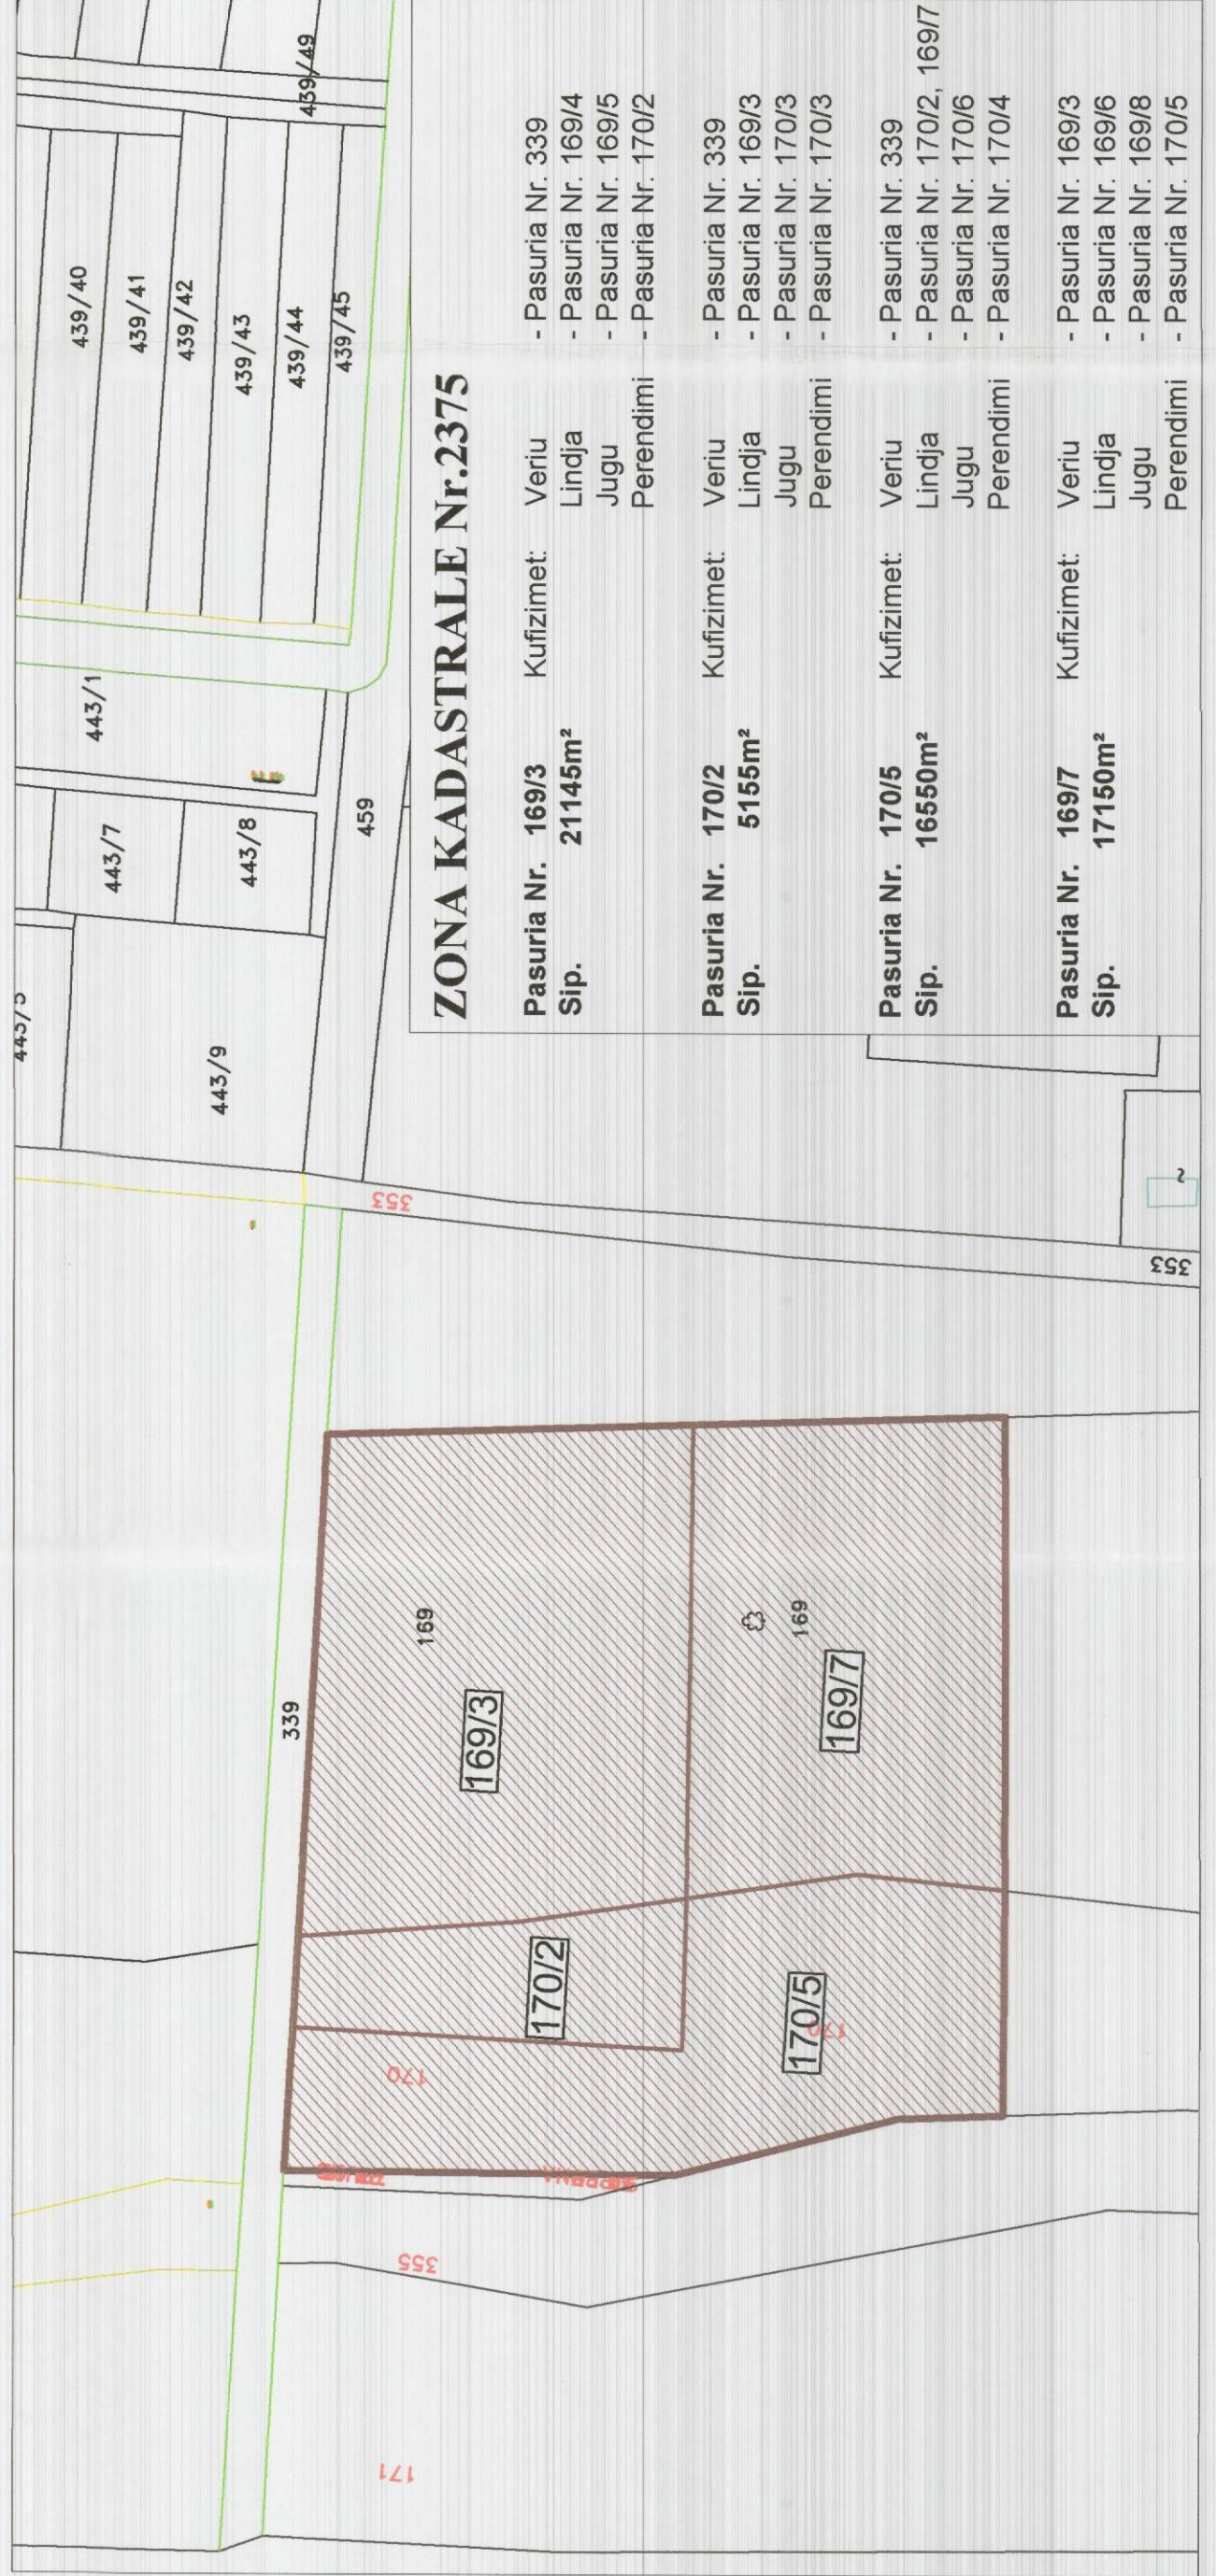 443/1
443/7
443/8
443/9
459
439/40
439/41
439/42
439/43
439/44
439/45
439/49
353
353
339
169
169/3
169
169/7
170/2
170
170/5
170
355
171
ZONA KADASTRALE Nr.2375
Pasuria Nr. 169/3 Kufizimet: Veriu - Pasuria Nr. 339
Sip. 21145m² Lindja - Pasuria Nr. 169/4
Jugu - Pasuria Nr. 169/5
Perendimi - Pasuria Nr. 170/2
Pasuria Nr. 170/2 Kufizimet: Veriu - Pasuria Nr. 339
Sip. 5155m² Lindja - Pasuria Nr. 169/3
Jugu - Pasuria Nr. 170/3
Perendimi - Pasuria Nr. 170/3
Pasuria Nr. 170/5 Kufizimet: Veriu - Pasuria Nr. 339
Sip. 16550m² Lindja - Pasuria Nr. 170/2, 169/7
Jugu - Pasuria Nr. 170/6
Perendimi - Pasuria Nr. 170/4
Pasuria Nr. 169/7 Kufizimet: Veriu - Pasuria Nr. 169/3
Sip. 17150m² Lindja - Pasuria Nr. 169/6
Jugu - Pasuria Nr. 169/8
Perendimi - Pasuria Nr. 170/5